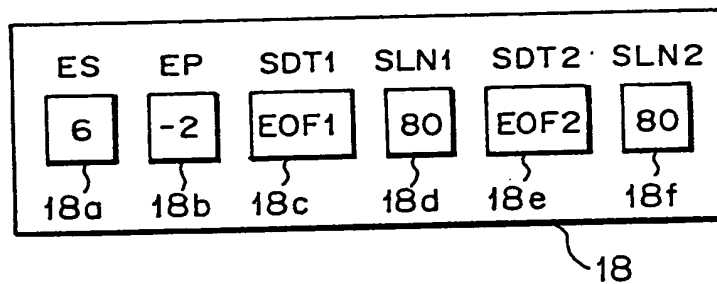 ES EP SDT1 SLN1 SDT2 SLN2
6 -2 EOF1 80 EOF2 80
18a 18b 18c 18d 18e 18f
18